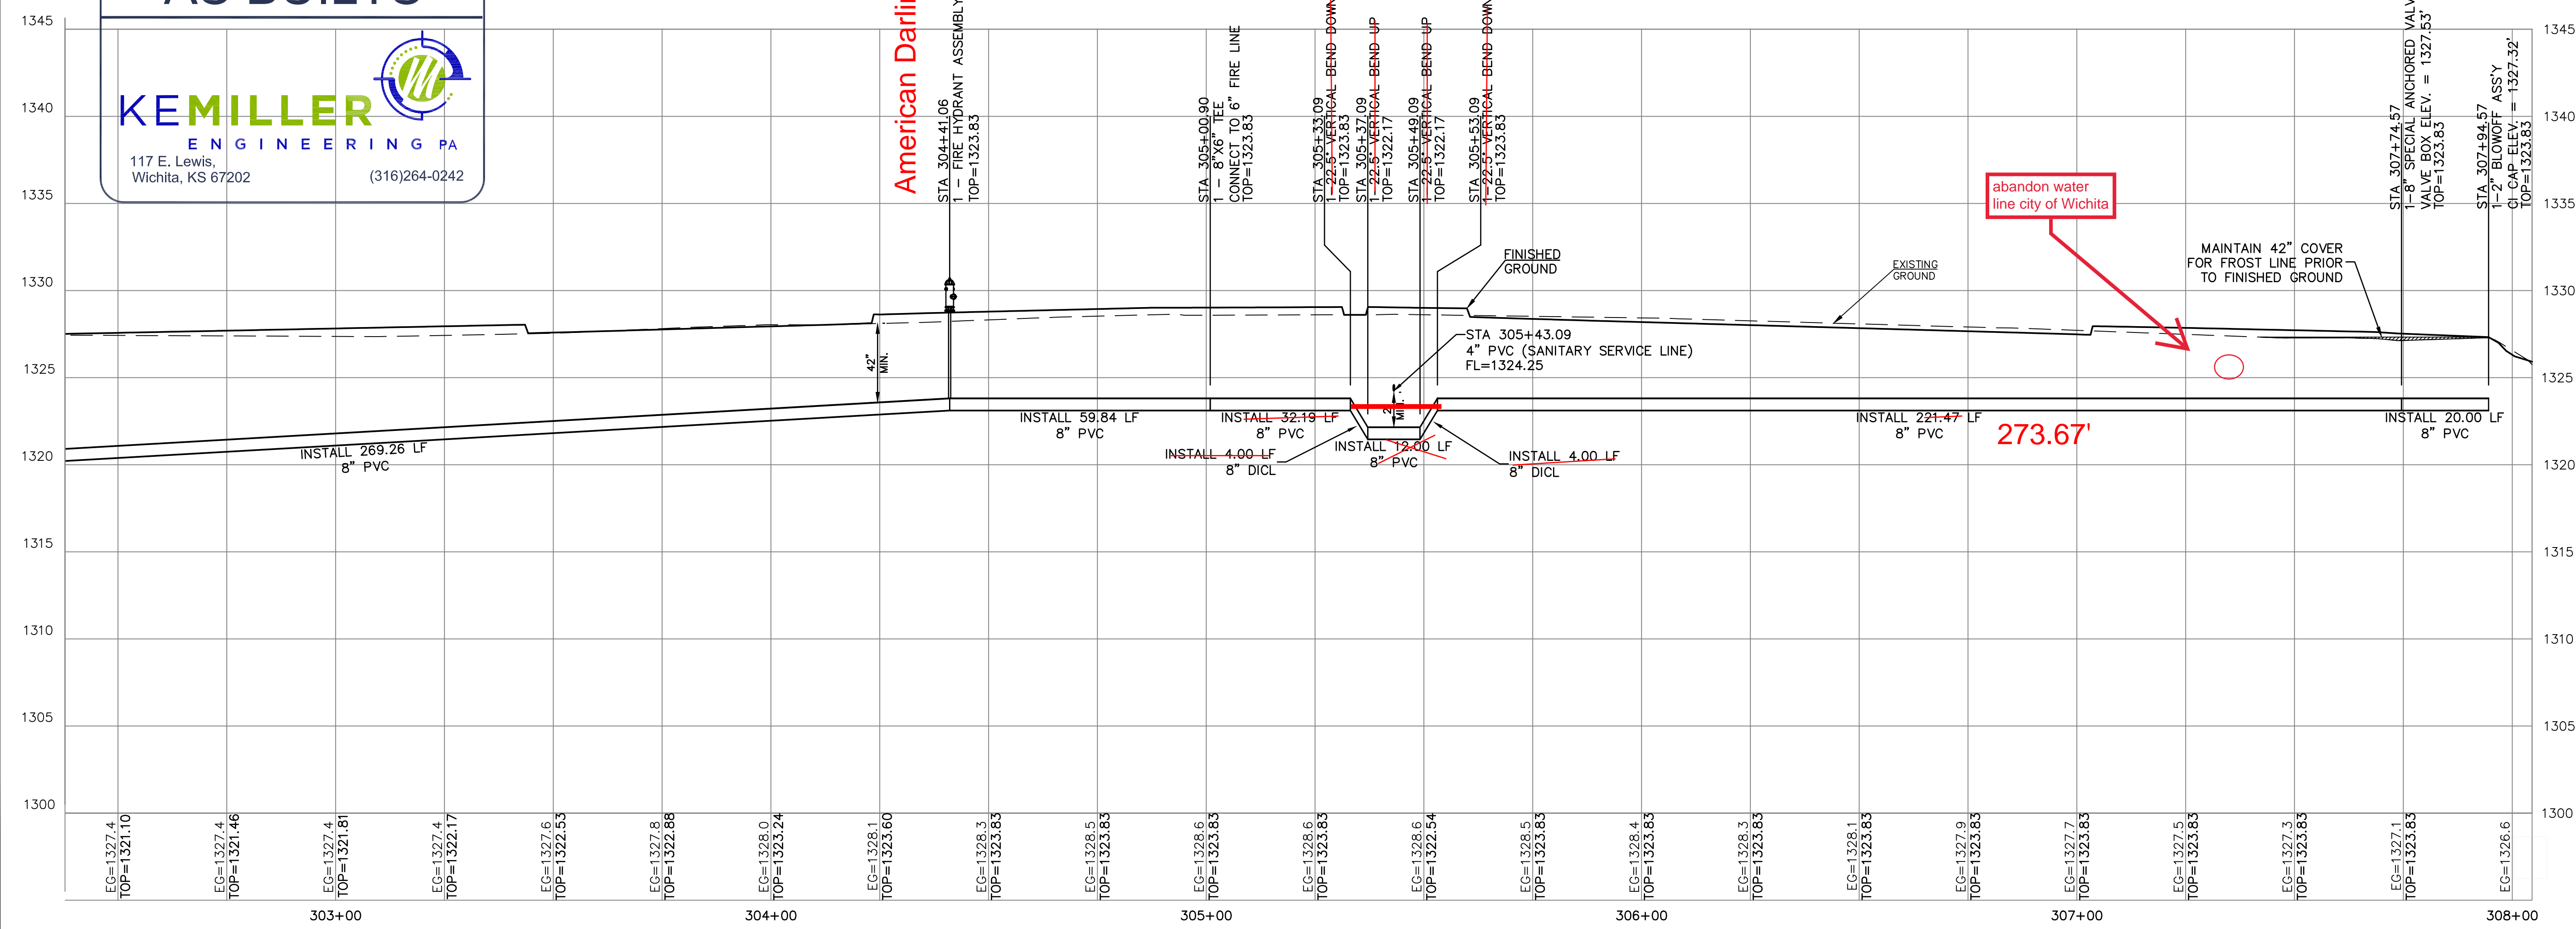 AS BUILTS
KEMILLER
ENGINEERING PA
117 E. Lewis,
Wichita, KS 67202
(316)264-0242
American Darlin
STA 304+41.06
1 - FIRE HYDRANT ASSEMBLY
TOP=1323.83
STA 305+00.90
1 - 8"X6" TEE
CONNECT TO 6" FIRE LINE
TOP=1323.83
STA 305+33.09
1-22.5° VERTICAL BEND DOWN
TOP=1323.83
STA 305+37.09
1-22.5° VERTICAL BEND UP
TOP=1322.17
STA 305+49.09
1-22.5° VERTICAL BEND UP
TOP=1322.17
STA 305+53.09
1-22.5° VERTICAL BEND DOWN
TOP=1323.83
STA 307+74.57
1-8" SPECIAL ANCHORED VALV
VALVE BOX ELEV. = 1327.53'
TOP=1323.83
STA 307+94.57
1-2" BLOWOFF ASS'Y
CI CAP ELEV. = 1327.32'
TOP=1323.83
abandon water
line city of Wichita
MAINTAIN 42" COVER
FOR FROST LINE PRIOR
TO FINISHED GROUND
FINISHED
GROUND
EXISTING
GROUND
STA 305+43.09
4" PVC (SANITARY SERVICE LINE)
FL=1324.25
42"
MIN.
2'
MIN.
INSTALL 269.26 LF
8" PVC
INSTALL 59.84 LF
8" PVC
INSTALL 32.19 LF
8" PVC
INSTALL 4.00 LF
8" DICL
INSTALL 12.00 LF
8" PVC
INSTALL 4.00 LF
8" DICL
INSTALL 221.47 LF
8" PVC
273.67'
INSTALL 20.00 LF
8" PVC
1345
1340
1335
1330
1325
1320
1315
1310
1305
1300
1345
1340
1335
1330
1325
1320
1315
1310
1305
1300
EG=1327.4
TOP=1321.10
EG=1327.4
TOP=1321.46
EG=1327.4
TOP=1321.81
EG=1327.4
TOP=1322.17
EG=1327.6
TOP=1322.53
EG=1327.8
TOP=1322.88
EG=1328.0
TOP=1323.24
EG=1328.1
TOP=1323.60
EG=1328.3
TOP=1323.83
EG=1328.5
TOP=1323.83
EG=1328.6
TOP=1323.83
EG=1328.6
TOP=1323.83
EG=1328.6
TOP=1322.54
EG=1328.5
TOP=1323.83
EG=1328.4
TOP=1323.83
EG=1328.3
TOP=1323.83
EG=1328.1
TOP=1323.83
EG=1327.9
TOP=1323.83
EG=1327.7
TOP=1323.83
EG=1327.5
TOP=1323.83
EG=1327.3
TOP=1323.83
EG=1327.1
TOP=1323.83
EG=1326.6
303+00
304+00
305+00
306+00
307+00
308+00